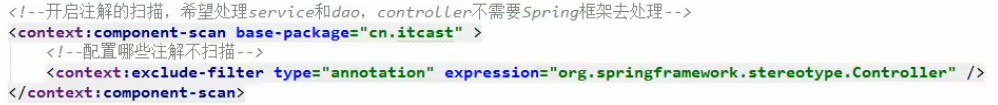 <!--开启注解的扫描，希望处理service和dao，controller不需要Spring框架去处理-->
<context:component-scan base-package="cn.itcast" >
<!--配置哪些注解不扫描-->
<context:exclude-filter type="annotation" expression="org.springframework.stereotype.Controller" />
</context:component-scan>